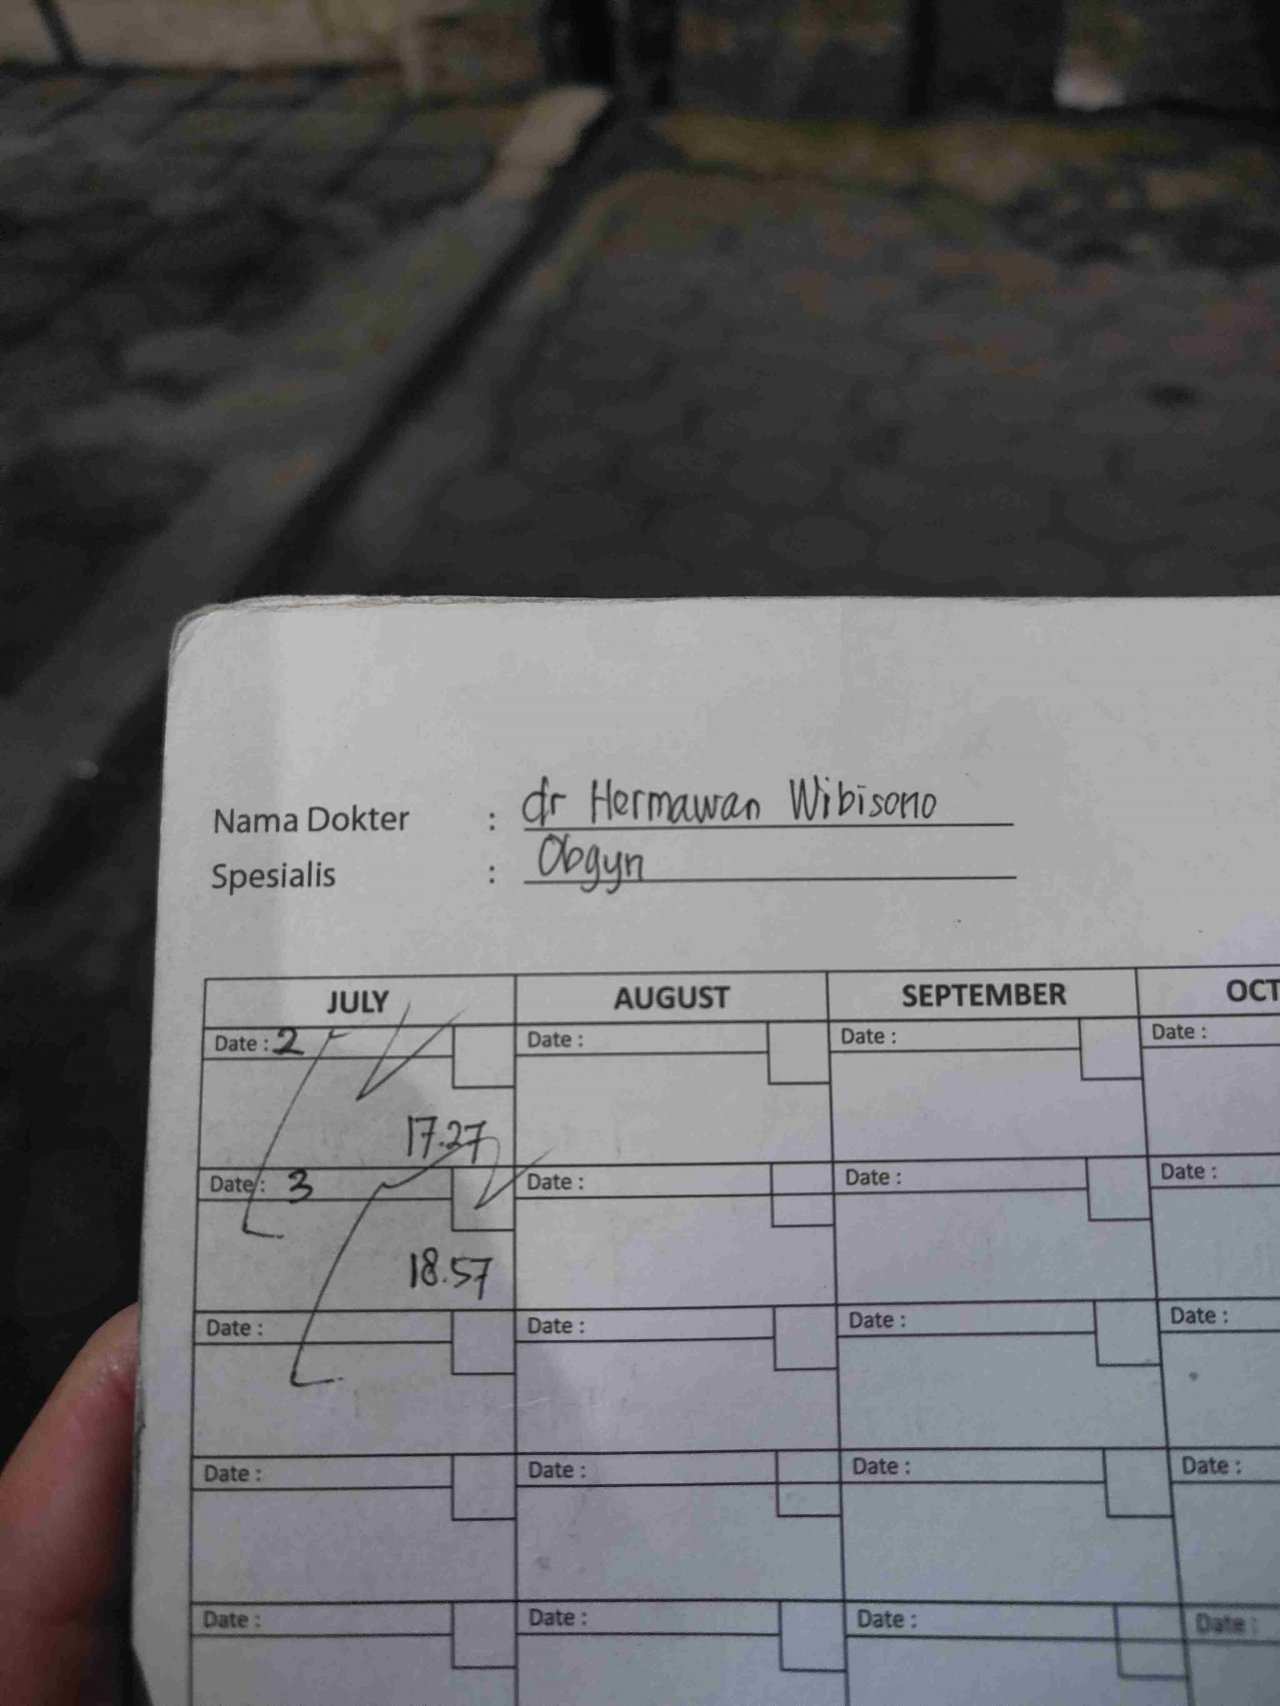 Nama Dokter : dr Hermawan Wibisono
Spesialis : Obgyn
JULY AUGUST SEPTEMBER OCT
Date : 2 Date : Date : Date :
17.27
Date : 3 Date : Date : Date :
18.57
Date : Date : Date : Date :
Date : Date : Date : Date :
Date : Date : Date : Date :